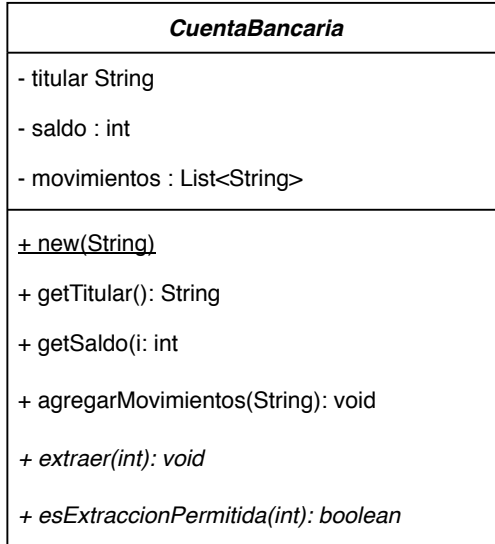 CuentaBancaria
- titular String
- saldo : int
- movimientos : List<String>
+ new(String)
+ getTitular(): String
+ getSaldo(i: int
+ agregarMovimientos(String): void
+ extraer(int): void
+ esExtraccionPermitida(int): boolean